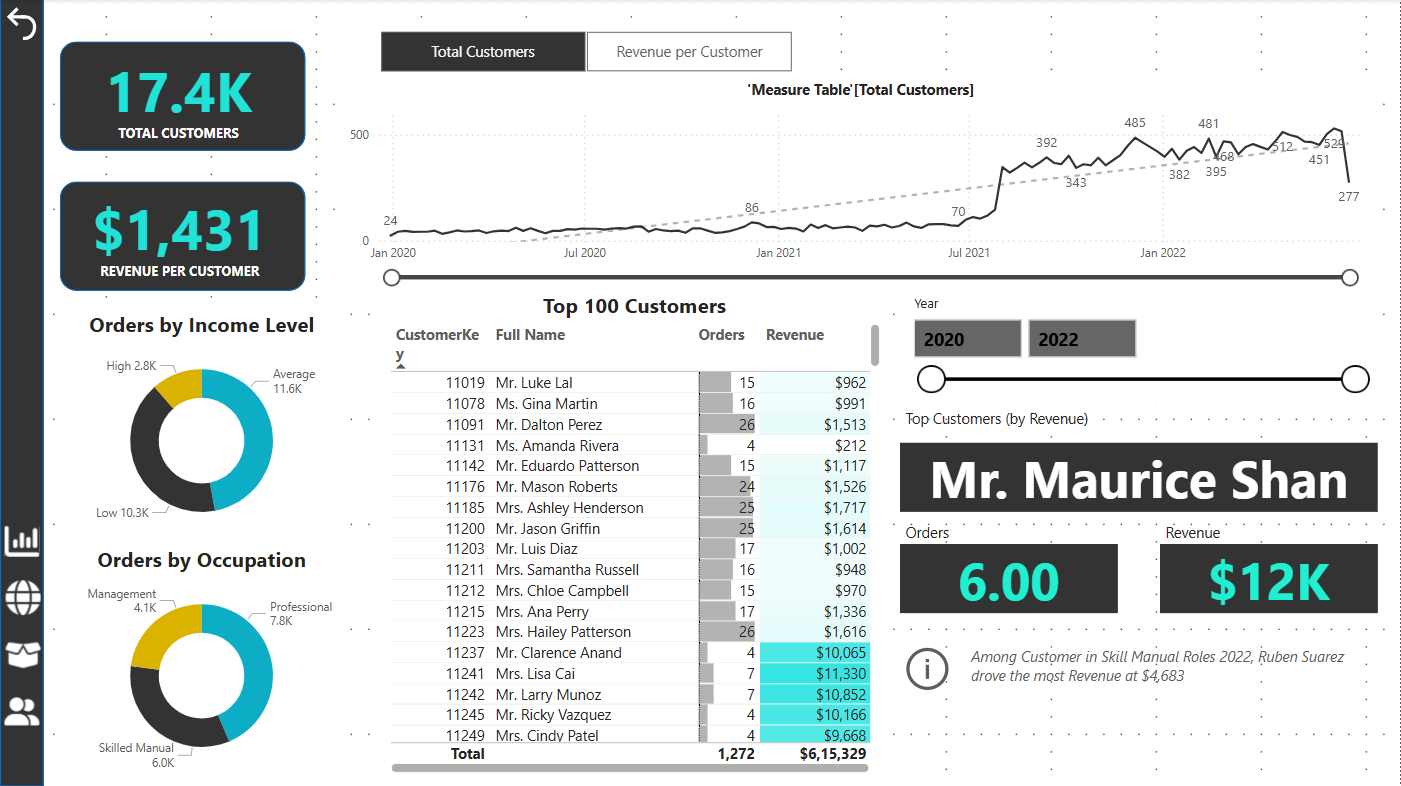 17.4K
TOTAL CUSTOMERS
$1,431
REVENUE PER CUSTOMER
Orders by Income Level
High 2.8K
Average
11.6K
Low 10.3K
Orders by Occupation
Management
4.1K
Professional
7.8K
Skilled Manual
6.0K
Total Customers
Revenue per Customer
'Measure Table'[Total Customers]
500
0
24
86
70
392
343
485
382
481
395
468
512
451
529
277
Jan 2020
Jul 2020
Jan 2021
Jul 2021
Jan 2022
Top 100 Customers
CustomerKe
y
Full Name
Orders
Revenue
11019 Mr. Luke Lal 15 $962
11078 Ms. Gina Martin 16 $991
11091 Mr. Dalton Perez 26 $1,513
11131 Ms. Amanda Rivera 4 $212
11142 Mr. Eduardo Patterson 15 $1,117
11176 Mr. Mason Roberts 24 $1,526
11185 Mrs. Ashley Henderson 25 $1,717
11200 Mr. Jason Griffin 25 $1,614
11203 Mr. Luis Diaz 17 $1,002
11211 Mrs. Samantha Russell 16 $948
11212 Mrs. Chloe Campbell 15 $970
11215 Mrs. Ana Perry 17 $1,336
11223 Mrs. Hailey Patterson 26 $1,616
11237 Mr. Clarence Anand 4 $10,065
11241 Mrs. Lisa Cai 7 $11,330
11242 Mr. Larry Munoz 7 $10,852
11245 Mr. Ricky Vazquez 4 $10,166
11249 Mrs. Cindy Patel 4 $9,668
Total 1,272 $6,15,329
Year
2020
2022
Top Customers (by Revenue)
Mr. Maurice Shan
Orders
6.00
Revenue
$12K
i
Among Customer in Skill Manual Roles 2022, Ruben Suarez
drove the most Revenue at $4,683